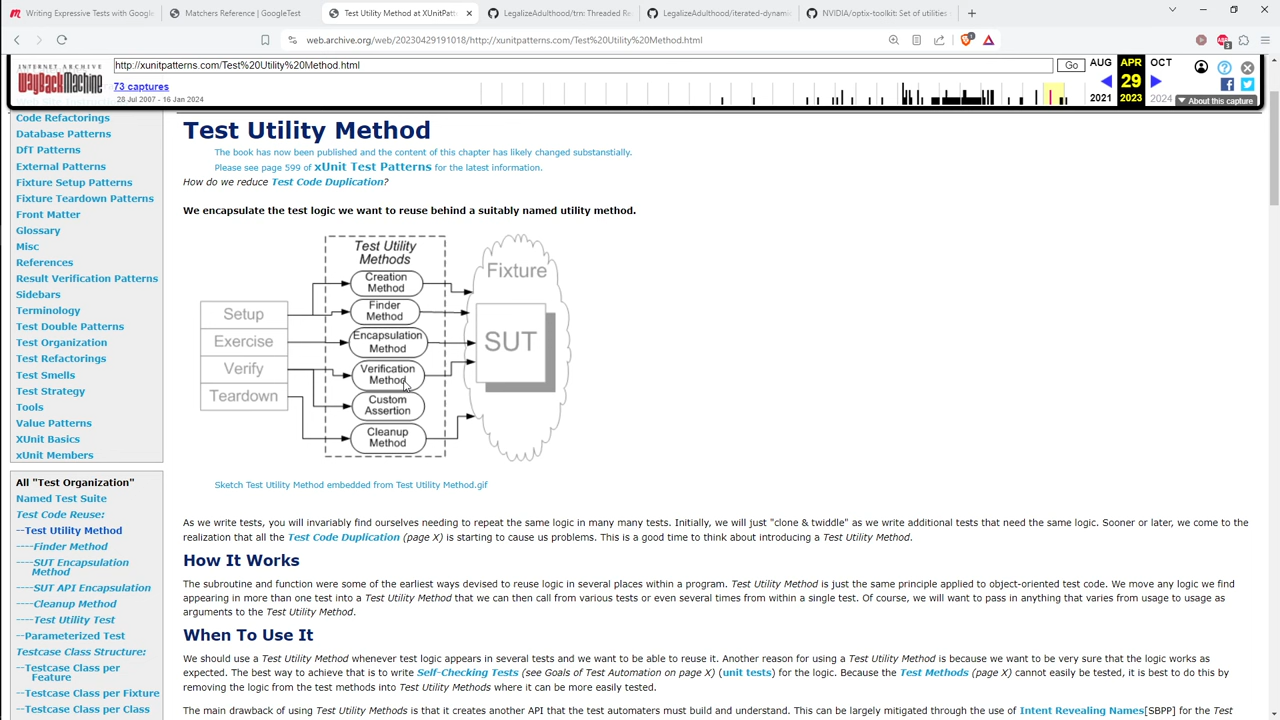 Writing Expressive Tests with Google
Matchers Reference | GoogleTest
Test Utility Method at XUnitPatt
LegalizeAdulthood/trn: Threaded Re
LegalizeAdulthood/iterated-dynami
NVIDIA/optix-toolkit: Set of utilities
web.archive.org/web/20230429191018/http://xunitpatterns.com/Test%20Utility%20Method.html
INTERNET ARCHIVE
WayBackMachine
http://xunitpatterns.com/Test%20Utility%20Method.html
Go
AUG
APR
OCT
73 captures
29
28 Jul 2007 - 16 Jan 2024
2021
2023
2024
About this capture
Code Refactorings
Database Patterns
DfT Patterns
External Patterns
Fixture Setup Patterns
Fixture Teardown Patterns
Front Matter
Glossary
Misc
References
Result Verification Patterns
Sidebars
Terminology
Test Double Patterns
Test Organization
Test Refactorings
Test Smells
Test Strategy
Tools
Value Patterns
XUnit Basics
xUnit Members
All "Test Organization"
Named Test Suite
Test Code Reuse:
--Test Utility Method
----Finder Method
----SUT Encapsulation
Method
----SUT API Encapsulation
----Cleanup Method
----Test Utility Test
--Parameterized Test
Testcase Class Structure:
--Testcase Class per
Feature
--Testcase Class per Fixture
--Testcase Class per Class
Test Utility Method
The book has now been published and the content of this chapter has likely changed substanstially.
Please see page 599 of xUnit Test Patterns for the latest information.
How do we reduce Test Code Duplication?
We encapsulate the test logic we want to reuse behind a suitably named utility method.
Test Utility
Methods
Creation
Method
Finder
Method
Encapsulation
Method
Verification
Method
Custom
Assertion
Cleanup
Method
Setup
Exercise
Verify
Teardown
Fixture
SUT
Sketch Test Utility Method embedded from Test Utility Method.gif
As we write tests, you will invariably find ourselves needing to repeat the same logic in many many tests. Initially, we will just "clone & twiddle" as we write additional tests that need the same logic. Sooner or later, we come to the
realization that all the Test Code Duplication (page X) is starting to cause us problems. This is a good time to think about introducing a Test Utility Method.
How It Works
The subroutine and function were some of the earliest ways devised to reuse logic in several places within a program. Test Utility Method is just the same principle applied to object-oriented test code. We move any logic we find
appearing in more than one test into a Test Utility Method that we can then call from various tests or even several times from within a single test. Of course, we will want to pass in anything that varies from usage to usage as
arguments to the Test Utility Method.
When To Use It
We should use a Test Utility Method whenever test logic appears in several tests and we want to be able to reuse it. Another reason for using a Test Utility Method is because we want to be very sure that the logic works as
expected. The best way to achieve that is to write Self-Checking Tests (see Goals of Test Automation on page X) (unit tests) for the logic. Because the Test Methods (page X) cannot easily be tested, it is best to do this by
removing the logic from the test methods into Test Utility Methods where it can be more easily tested.
The main drawback of using Test Utility Methods is that it creates another API that the test automaters must build and understand. This can be largely mitigated through the use of Intent Revealing Names[SBPP] for the Test